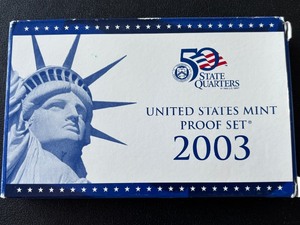 50
STATE
QUARTERS
UNITED STATES MINT
PROOF SET®
2003